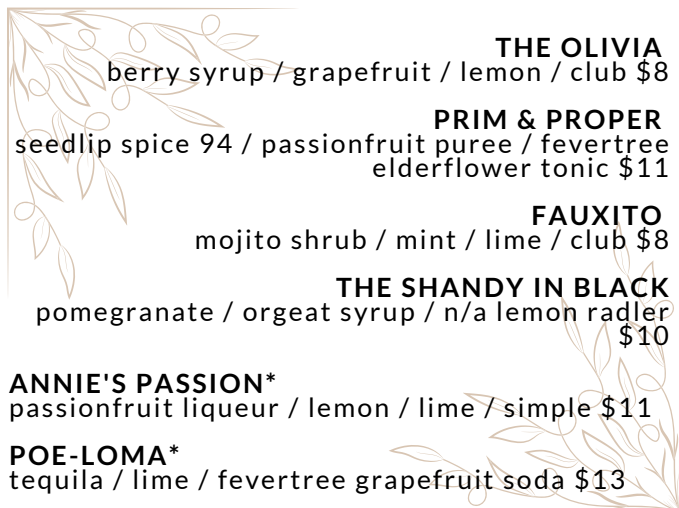 THE OLIVIA
berry syrup / grapefruit / lemon / club $8
PRIM & PROPER
seedlip spice 94 / passionfruit puree / fevertree
elderflower tonic $11
FAUXITO
mojito shrub / mint / lime / club $8
THE SHANDY IN BLACK
pomegranate / orgeat syrup / n/a lemon radler
$10
ANNIE'S PASSION*
passionfruit liqueur / lemon / lime / simple $11
POE-LOMA*
tequila / lime / fevertree grapefruit soda $13